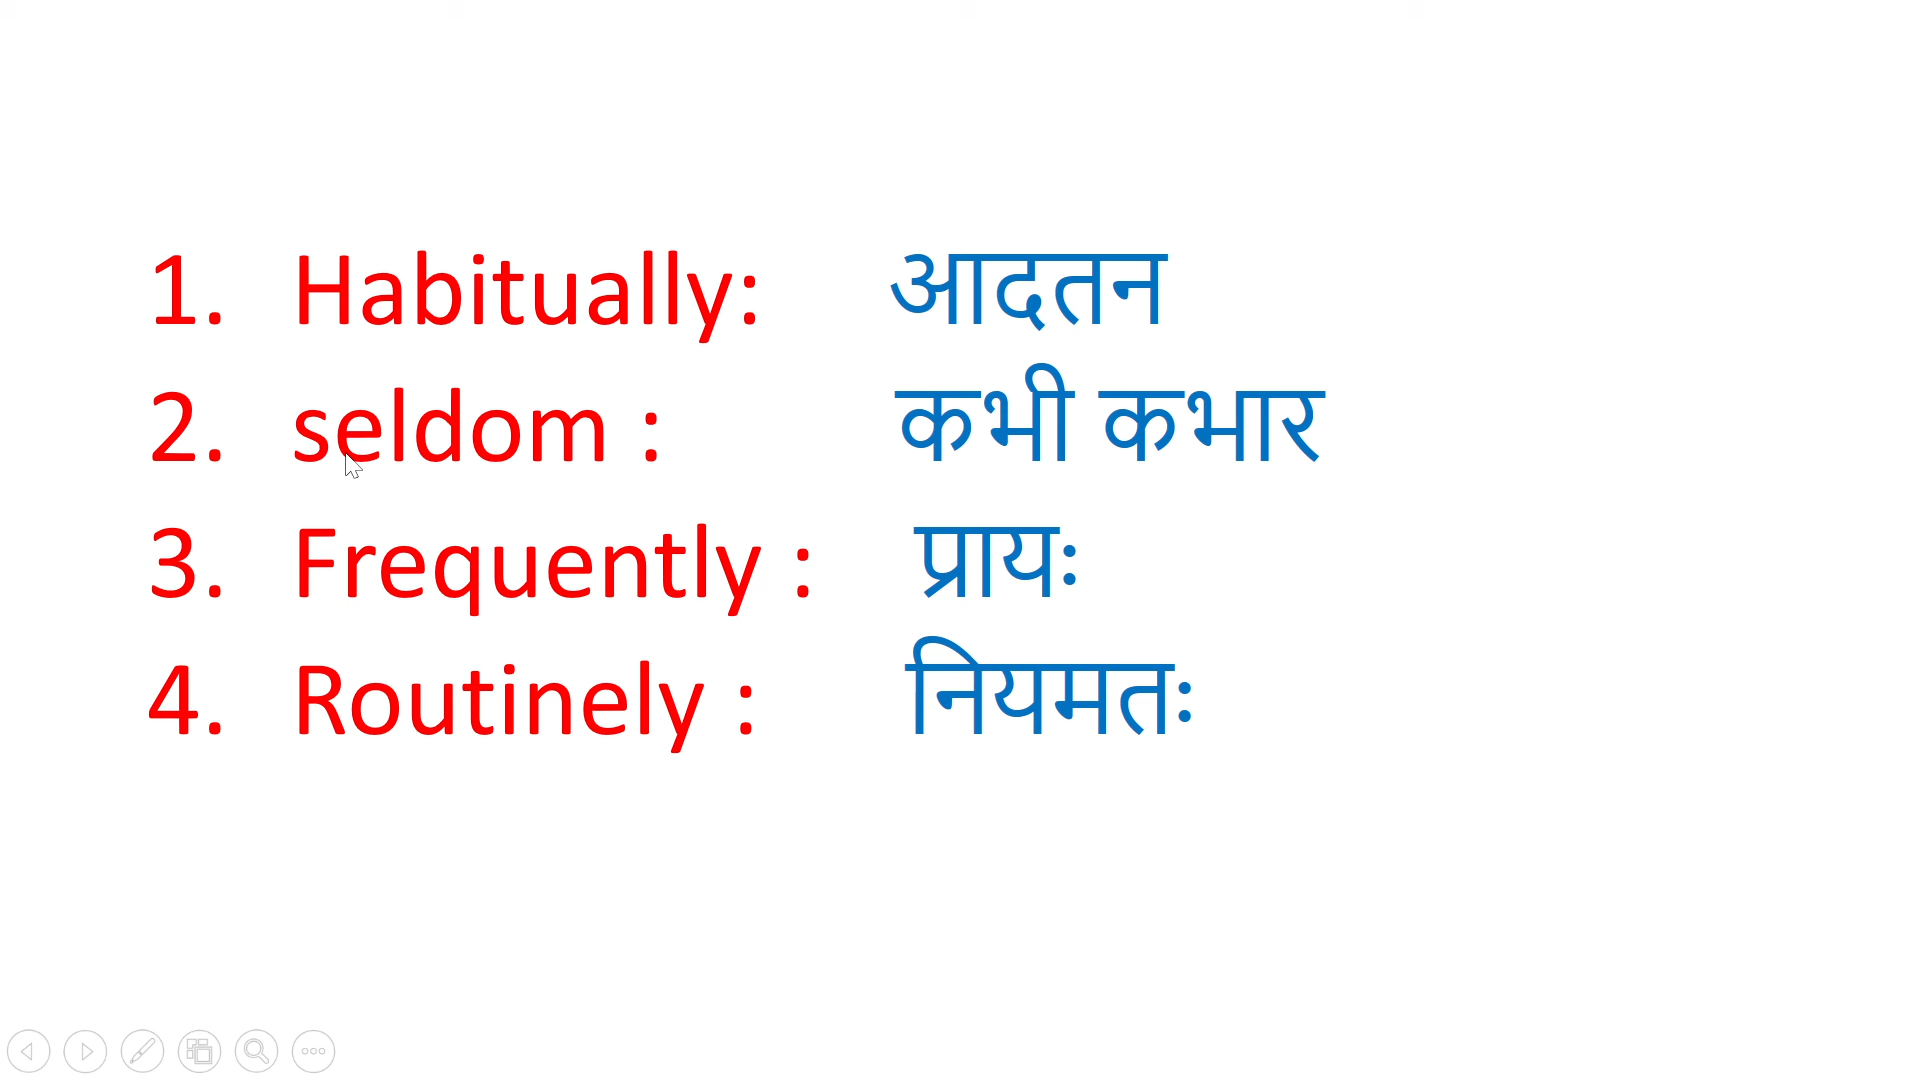 1. Habitually: आदतन
2. seldom : कभी कभार
3. Frequently : प्रायः
4. Routinely : नियमतः